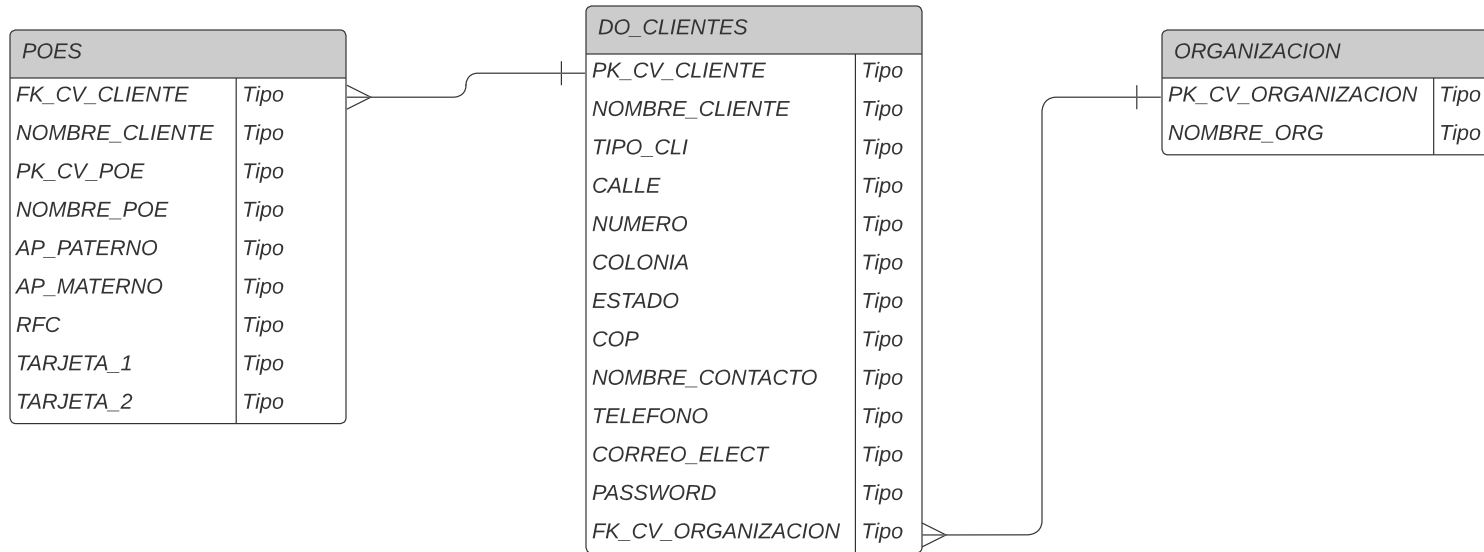 POES
FK_CV_CLIENTE Tipo
NOMBRE_CLIENTE Tipo
PK_CV_POE Tipo
NOMBRE_POE Tipo
AP_PATERNO Tipo
AP_MATERNO Tipo
RFC Tipo
TARJETA_1 Tipo
TARJETA_2 Tipo
DO_CLIENTES
PK_CV_CLIENTE Tipo
NOMBRE_CLIENTE Tipo
TIPO_CLI Tipo
CALLE Tipo
NUMERO Tipo
COLONIA Tipo
ESTADO Tipo
COP Tipo
NOMBRE_CONTACTO Tipo
TELEFONO Tipo
CORREO_ELECT Tipo
PASSWORD Tipo
FK_CV_ORGANIZACION Tipo
ORGANIZACION
PK_CV_ORGANIZACION Tipo
NOMBRE_ORG Tipo